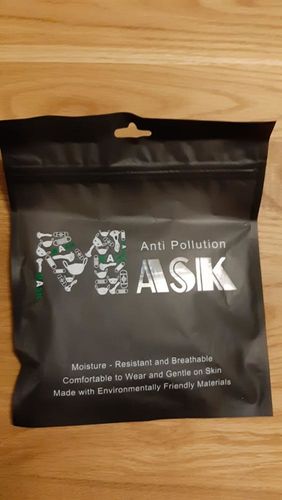 Anti Pollution
MASK
Moisture - Resistant and Breathable
Comfortable to Wear and Gentle on Skin
Made with Environmentally Friendly Materials